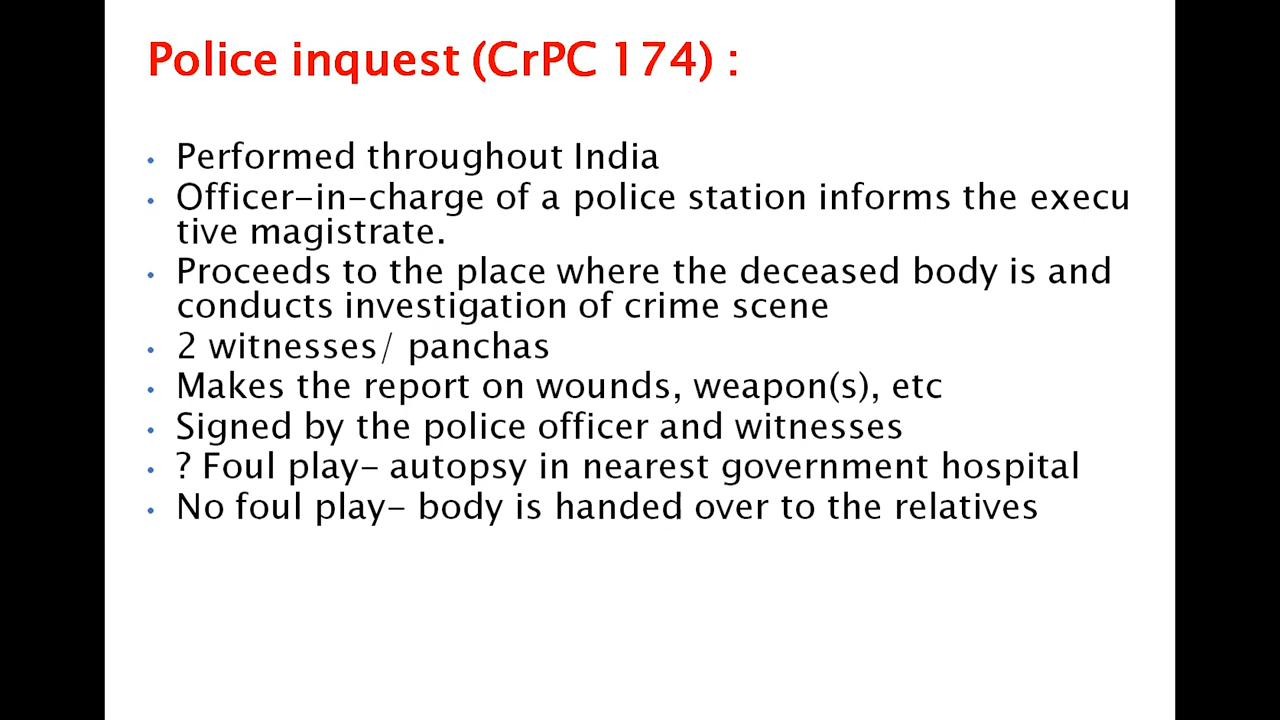 Police inquest (CrPC 174) :
• Performed throughout India
• Officer-in-charge of a police station informs the execu
tive magistrate.
• Proceeds to the place where the deceased body is and
conducts investigation of crime scene
• 2 witnesses/ panchas
• Makes the report on wounds, weapon(s), etc
• Signed by the police officer and witnesses
• ? Foul play- autopsy in nearest government hospital
• No foul play- body is handed over to the relatives